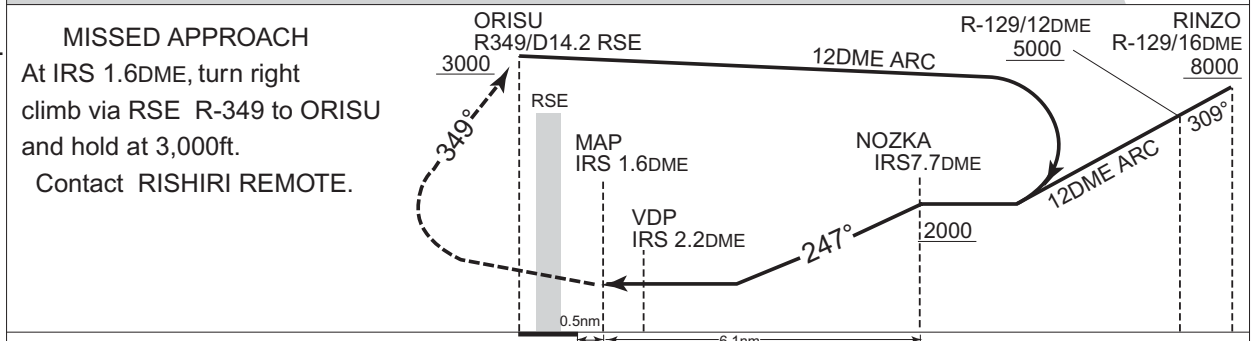 MISSED APPROACH
At IRS 1.6DME, turn right
climb via RSE R-349 to ORISU
and hold at 3,000ft.
Contact RISHIRI REMOTE.
ORISU
R349/D14.2 RSE
3000
12DME ARC
R-129/12DME
5000
RINZO
R-129/16DME
8000
RSE
349°
MAP
IRS 1.6DME
NOZKA
IRS7.7DME
309°
12DME ARC
VDP
IRS 2.2DME
247°
2000
0.5nm
6.1nm